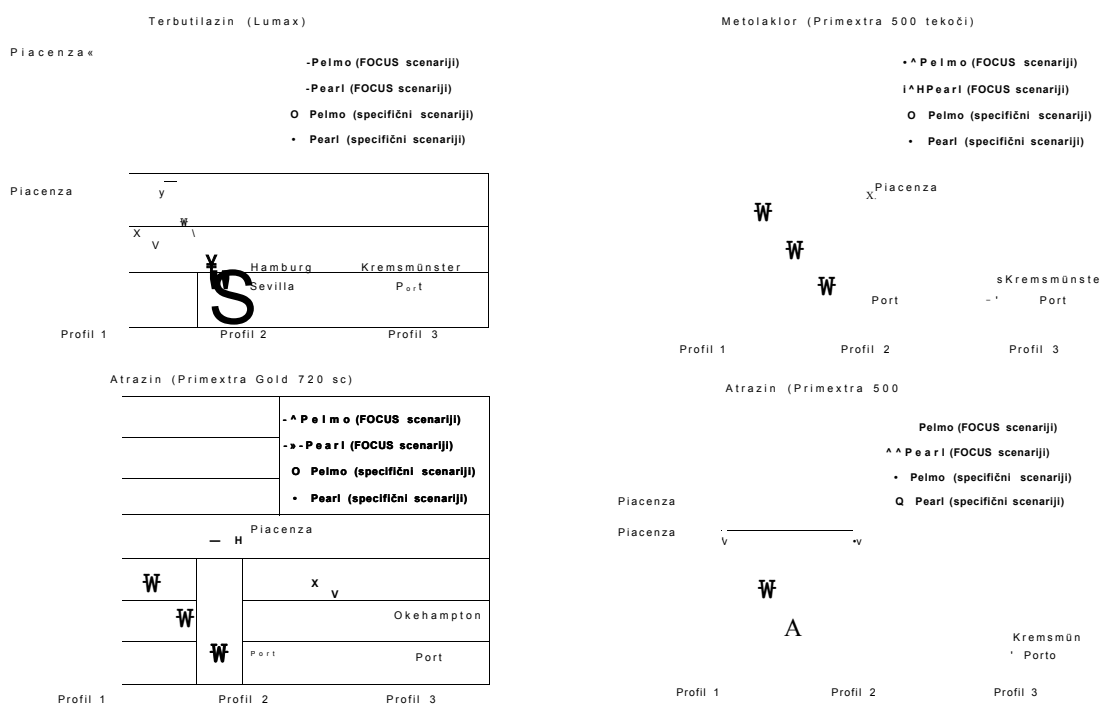 Terbutilazin (Lumax)
Piacenza«
-Pelmo (FOCUS scenariji)
-Pearl (FOCUS scenariji)
O Pelmo (specifični scenariji)
• Pearl (specifični scenariji)
Piacenza
y
W
X
\
V
¥
W
S
Hamburg
Kremsmünster
Sevilla
Port
Profil 1
Profil 2
Profil 3
Metolaklor (Primextra 500 tekoči)
•^Pelmo (FOCUS scenariji)
i^HPearl (FOCUS scenariji)
O Pelmo (specifični scenariji)
• Pearl (specifični scenariji)
Piacenza
X.
W
W
W
sKremsmünste
Port
–' Port
Profil 1
Profil 2
Profil 3
Atrazin (Primextra Gold 720 sc)
-^Pelmo (FOCUS scenariji)
-»-Pearl (FOCUS scenariji)
O Pelmo (specifični scenariji)
• Pearl (specifični scenariji)
Piacenza
— H
W
X
V
W
Okehampton
W
Port
Port
Profil 1
Profil 2
Profil 3
Atrazin (Primextra 500
Pelmo (FOCUS scenariji)
^^Pearl (FOCUS scenariji)
• Pelmo (specifični scenariji)
Q Pearl (specifični scenariji)
Piacenza
Piacenza
V
•v
W
A
Kremsmün
' Porto
Profil 1
Profil 2
Profil 3